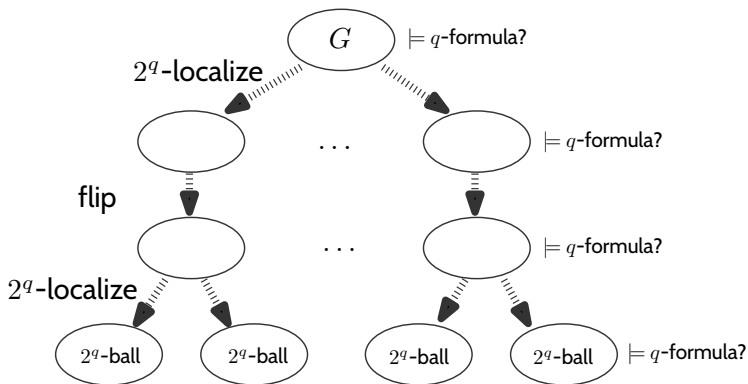 G ⊨ q-formula?
2^q-localize
... ⊨ q-formula?
flip
... ⊨ q-formula?
2^q-localize
2^q-ball 2^q-ball 2^q-ball 2^q-ball ⊨ q-formula?